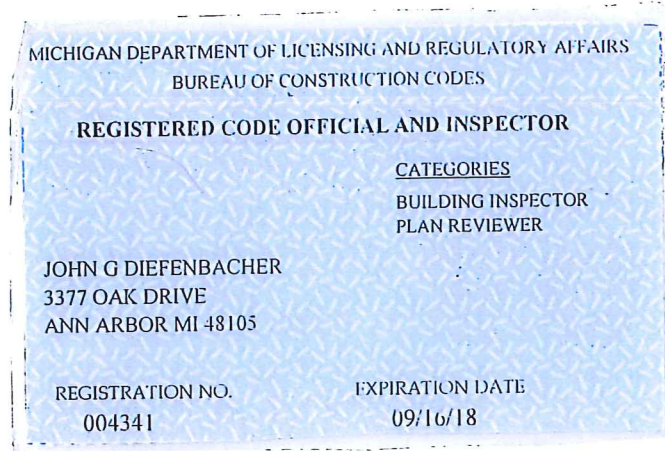 MICHIGAN DEPARTMENT OF LICENSING AND REGULATORY AFFAIRS
BUREAU OF CONSTRUCTION CODES
REGISTERED CODE OFFICIAL AND INSPECTOR
CATEGORIES
BUILDING INSPECTOR
PLAN REVIEWER
JOHN G DIEFENBACHER
3377 OAK DRIVE
ANN ARBOR MI 48105
REGISTRATION NO.
EXPIRATION DATE
004341
09/16/18